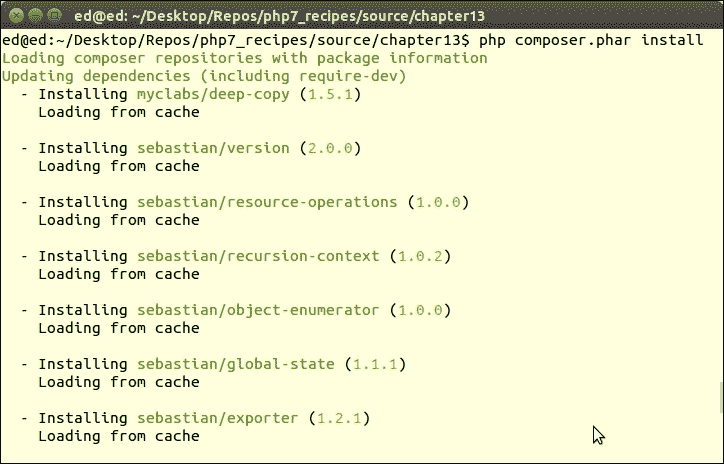 ed@ed: ~/Desktop/Repos/php7_recipes/source/chapter13
ed@ed:~/Desktop/Repos/php7_recipes/source/chapter13$ php composer.phar install
Loading composer repositories with package information
Updating dependencies (including require-dev)
- Installing myclabs/deep-copy (1.5.1)
Loading from cache
- Installing sebastian/version (2.0.0)
Loading from cache
- Installing sebastian/resource-operations (1.0.0)
Loading from cache
- Installing sebastian/recursion-context (1.0.2)
Loading from cache
- Installing sebastian/object-enumerator (1.0.0)
Loading from cache
- Installing sebastian/global-state (1.1.1)
Loading from cache
- Installing sebastian/exporter (1.2.1)
Loading from cache